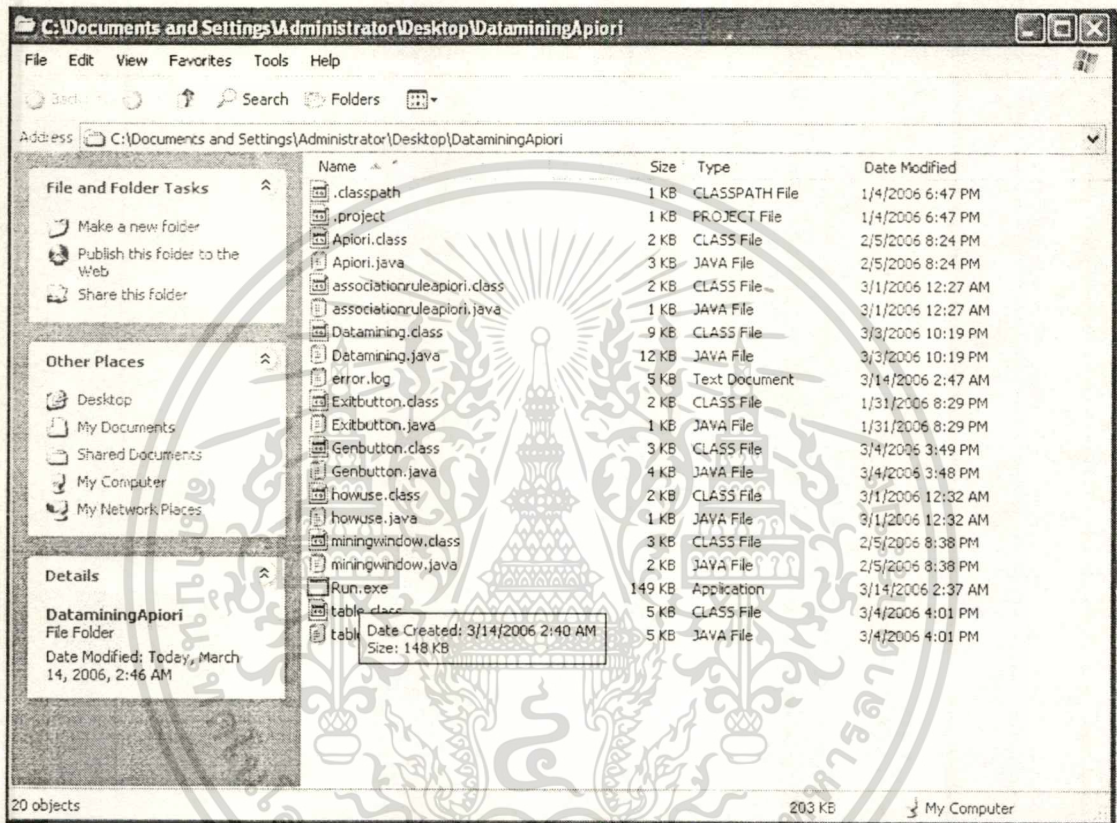 C:\Documents and Settings\Administrator\Desktop\DataminingApiori
File Edit View Favorites Tools Help
Back Search Folders
Address C:\Documents and Settings\Administrator\Desktop\DataminingApiori
File and Folder Tasks
Make a new folder
Publish this folder to the
Web
Share this folder
Other Places
Desktop
My Documents
Shared Documents
My Computer
My Network Places
Details
DataminingApiori
File Folder
Date Modified: Today, March
14, 2006, 2:46 AM
Name Size Type Date Modified
.classpath 1 KB CLASSPATH File 1/4/2006 6:47 PM
.project 1 KB PROJECT File 1/4/2006 6:47 PM
Apiori.class 2 KB CLASS File 2/5/2006 8:24 PM
Apiori.java 3 KB JAVA File 2/5/2006 8:24 PM
associationruleapiori.class 2 KB CLASS File 3/1/2006 12:27 AM
associationruleapiori.java 1 KB JAVA File 3/1/2006 12:27 AM
Datamining.class 9 KB CLASS File 3/3/2006 10:19 PM
Datamining.java 12 KB JAVA File 3/3/2006 10:19 PM
error.log 5 KB Text Document 3/14/2006 2:47 AM
Exitbutton.class 2 KB CLASS File 1/31/2006 8:29 PM
Exitbutton.java 1 KB JAVA File 1/31/2006 8:29 PM
Genbutton.class 3 KB CLASS File 3/4/2006 3:49 PM
Genbutton.java 4 KB JAVA File 3/4/2006 3:48 PM
howuse.class 2 KB CLASS File 3/1/2006 12:32 AM
howuse.java 1 KB JAVA File 3/1/2006 12:32 AM
miningwindow.class 3 KB CLASS File 2/5/2006 8:38 PM
miningwindow.java 2 KB JAVA File 2/5/2006 8:38 PM
Run.exe 149 KB Application 3/14/2006 2:37 AM
table.class 5 KB CLASS File 3/4/2006 4:01 PM
tabl 5 KB JAVA File 3/4/2006 4:01 PM
Date Created: 3/14/2006 2:40 AM
Size: 148 KB
20 objects 203 KB My Computer